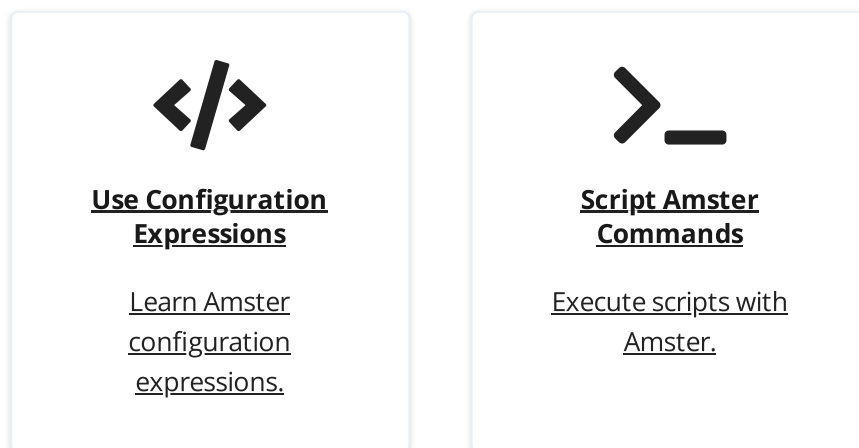 Use Configuration
Expressions
Learn Amster
configuration
expressions.
Script Amster
Commands
Execute scripts with
Amster.